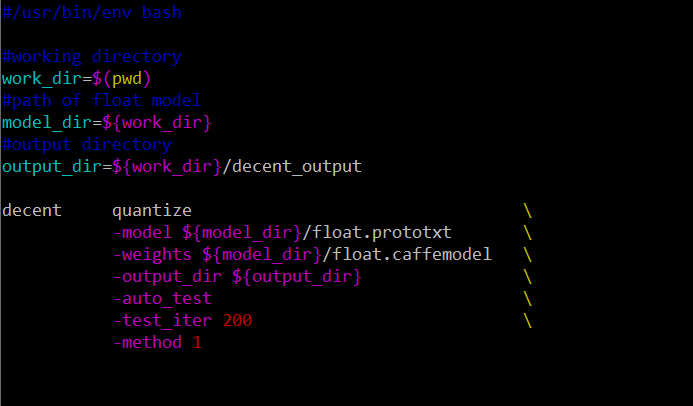 #/usr/bin/env bash
#working directory
work_dir=$(pwd)
#path of float model
model_dir=${work_dir}
#output directory
output_dir=${work_dir}/decent_output
decent     quantize                                 \
           -model ${model_dir}/float.prototxt       \
           -weights ${model_dir}/float.caffemodel   \
           -output_dir ${output_dir}                \
           -auto_test                               \
           -test_iter 200                           \
           -method 1